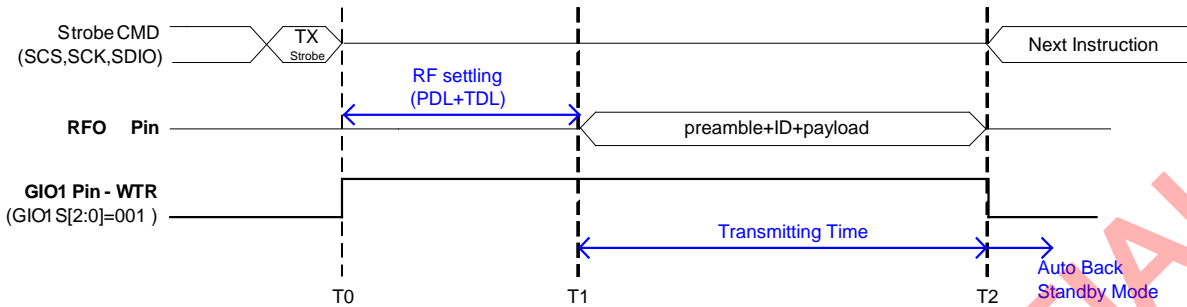 Strobe CMD
(SCS,SCK,SDIO)
TX
Strobe
Next Instruction
RF settling
(PDL+TDL)
RFO Pin
preamble+ID+payload
GIO1 Pin - WTR
(GIO1S[2:0]=001 )
Transmitting Time
Auto Back
Standby Mode
T0
T1
T2